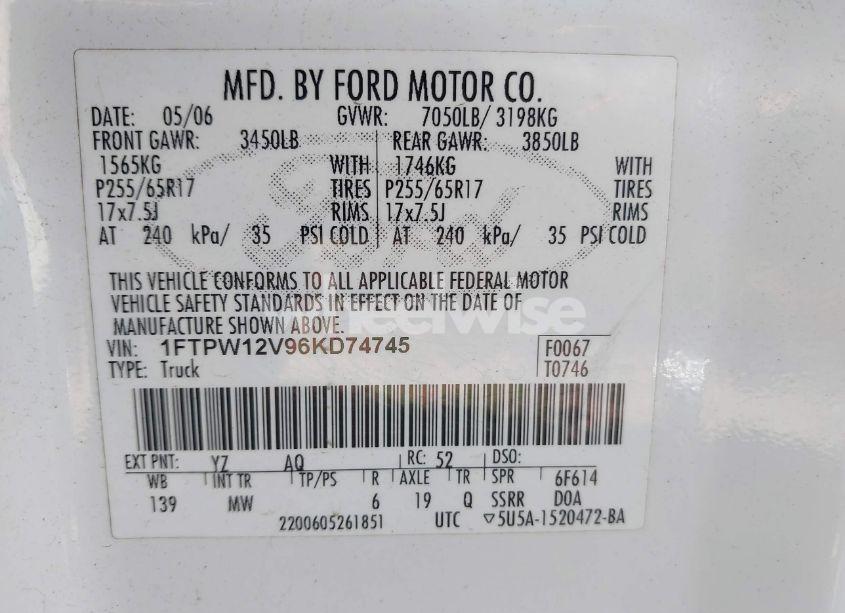 MFD. BY FORD MOTOR CO.
DATE: 05/06 GVWR: 7050LB/ 3198KG
FRONT GAWR: 3450LB REAR GAWR: 3850LB
1565KG WITH 1746KG WITH
P255/65R17 TIRES P255/65R17 TIRES
17x7.5J RIMS 17x7.5J RIMS
AT 240 kPa/ 35 PSI COLD AT 240 kPa/ 35 PSI COLD
THIS VEHICLE CONFORMS TO ALL APPLICABLE FEDERAL MOTOR
VEHICLE SAFETY STANDARDS IN EFFECT ON THE DATE OF
MANUFACTURE SHOWN ABOVE.
VIN: 1FTPW12V96KD74745 F0067
TYPE: Truck T0746
EXT PNT: YZ AQ RC: 52 DSO:
WB INT TR TP/PS R AXLE TR SPR 6F614
139 MW 6 19 Q SSRR DOA
2200605261851 UTC ▽5U5A-1520472-BA